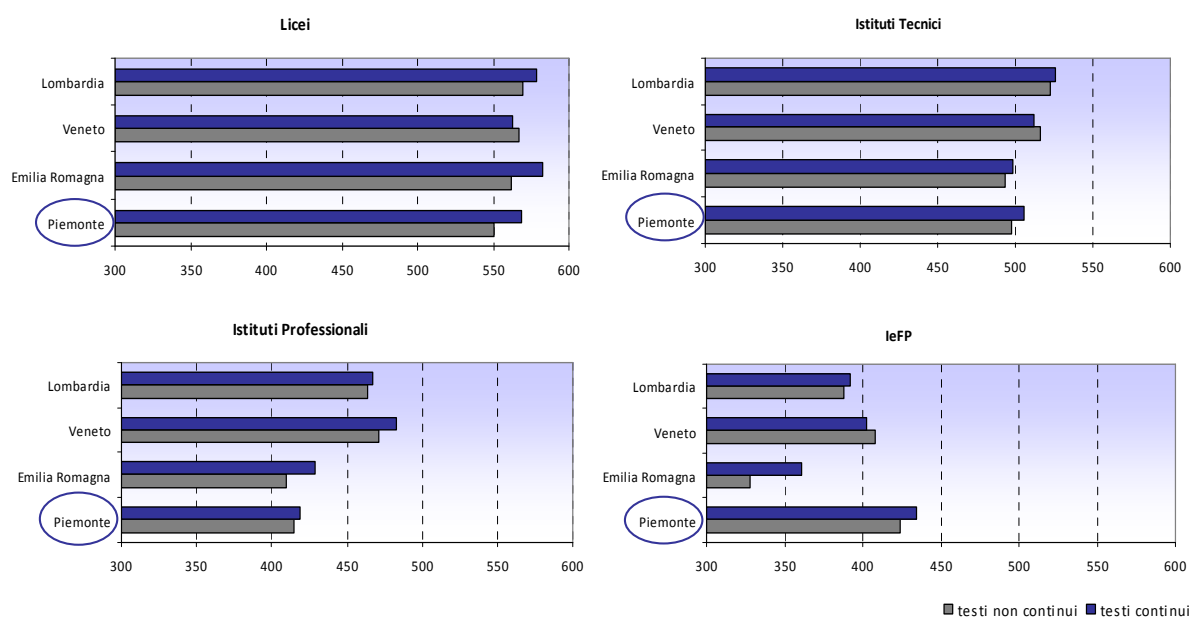 Licei
Lombardia
Veneto
Emilia Romagna
Piemonte
300 350 400 450 500 550 600
Istituti Tecnici
Lombardia
Veneto
Emilia Romagna
Piemonte
300 350 400 450 500 550 600
Istituti Professionali
Lombardia
Veneto
Emilia Romagna
Piemonte
300 350 400 450 500 550 600
IeFP
Lombardia
Veneto
Emilia Romagna
Piemonte
300 350 400 450 500 550 600
testi non continui testi continui